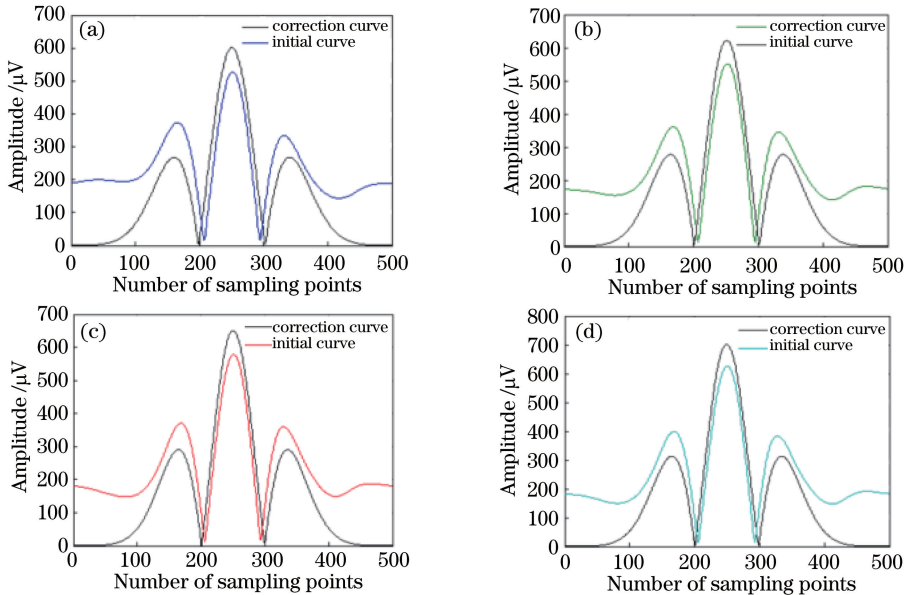 (a)
correction curve
initial curve
Amplitude /μV
700
600
500
400
300
200
100
0
0 100 200 300 400 500
Number of sampling points
(b)
correction curve
initial curve
Amplitude /μV
700
600
500
400
300
200
100
0
0 100 200 300 400 500
Number of sampling points
(c)
correction curve
initial curve
Amplitude /μV
700
600
500
400
300
200
100
0
0 100 200 300 400 500
Number of sampling points
(d)
correction curve
initial curve
Amplitude /μV
800
700
600
500
400
300
200
100
0
0 100 200 300 400 500
Number of sampling points